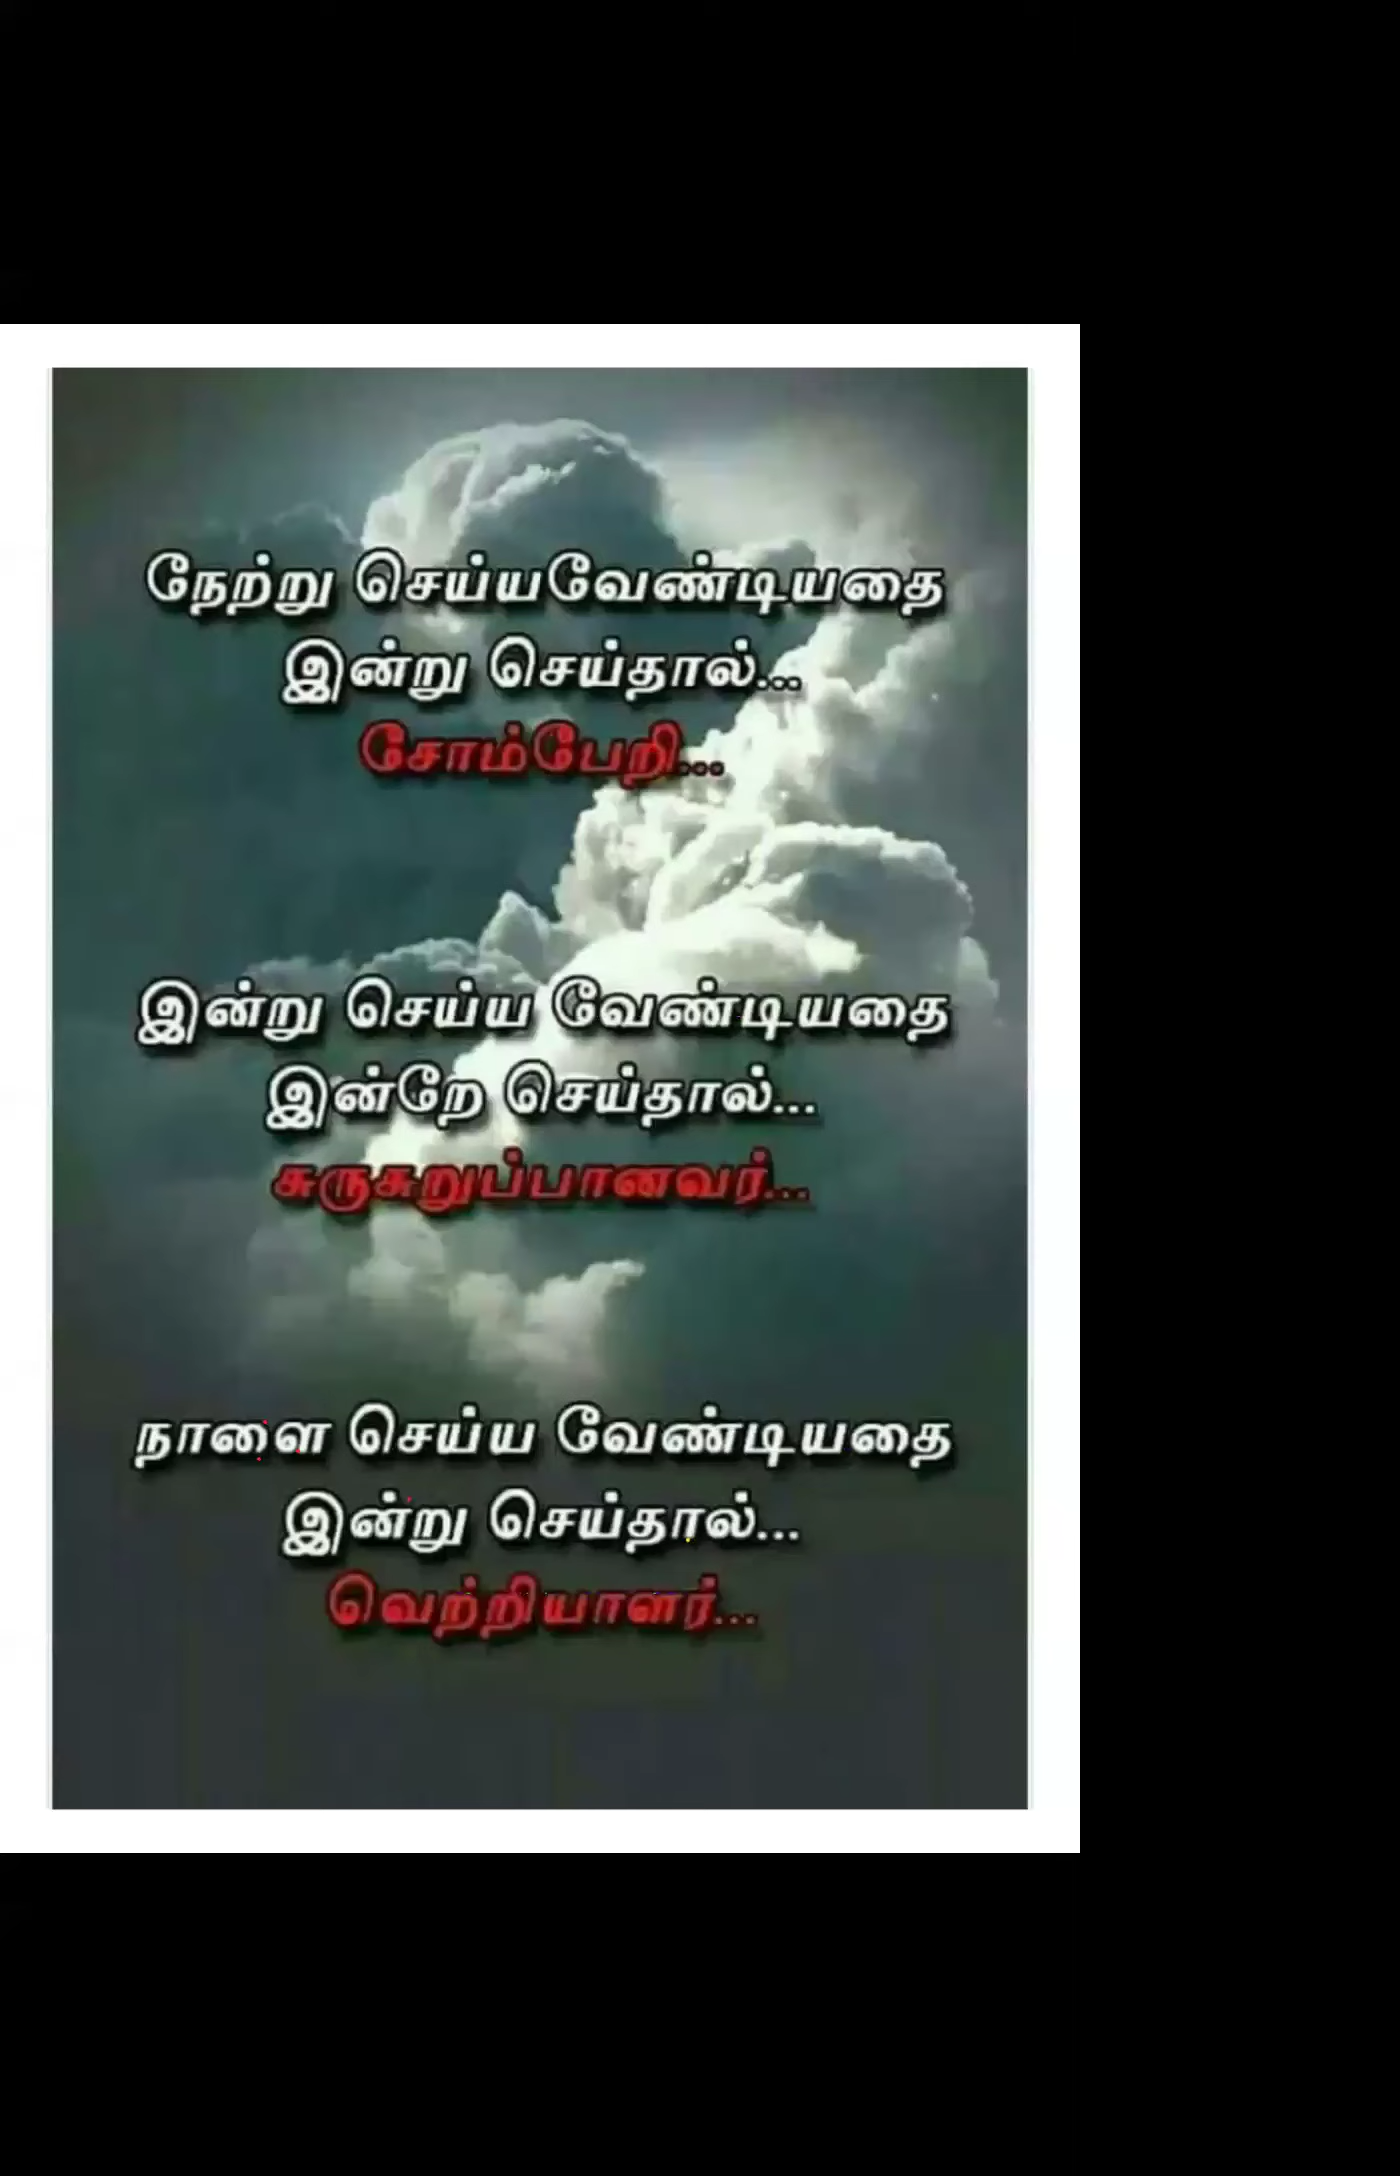 நேற்று செய்யவேண்டியதை
இன்று செய்தால்...
சோம்பேறி...
இன்று செய்ய வேண்டியதை
இன்றே செய்தால்...
சுருசுறுப்பானவர்...
நாளை செய்ய வேண்டியதை
இன்று செய்தால்...
வெற்றியாளர்...